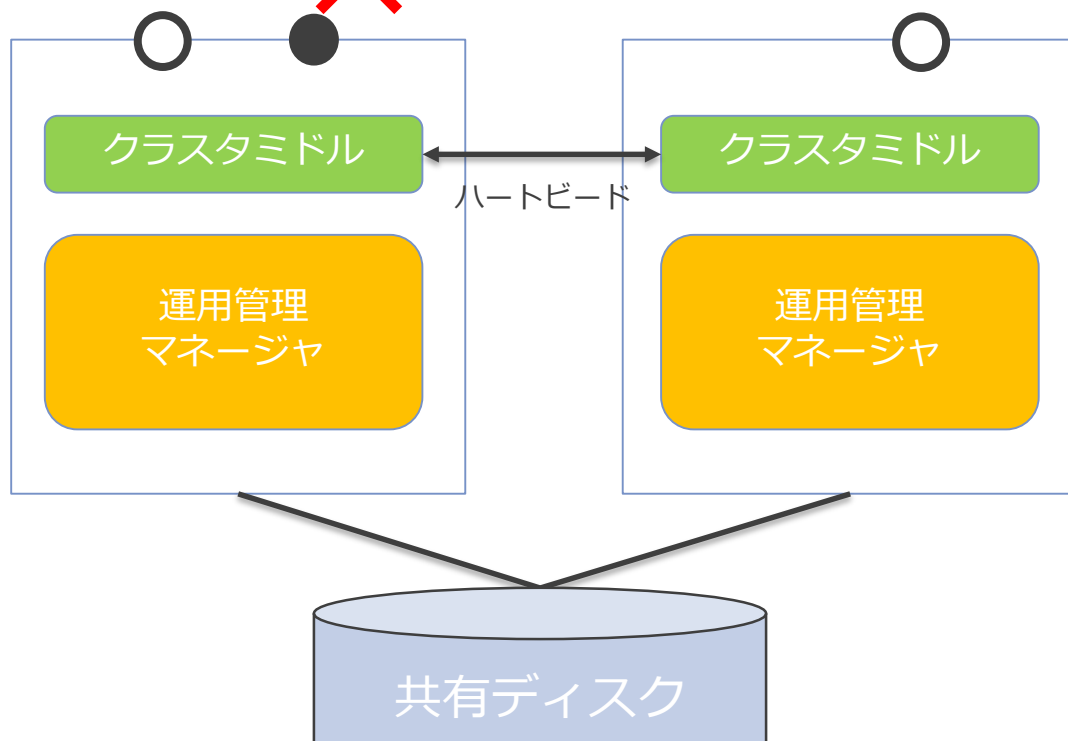 クラスタミドル
クラスタミドル
ハートビード
運用管理
マネージャ
運用管理
マネージャ
共有ディスク